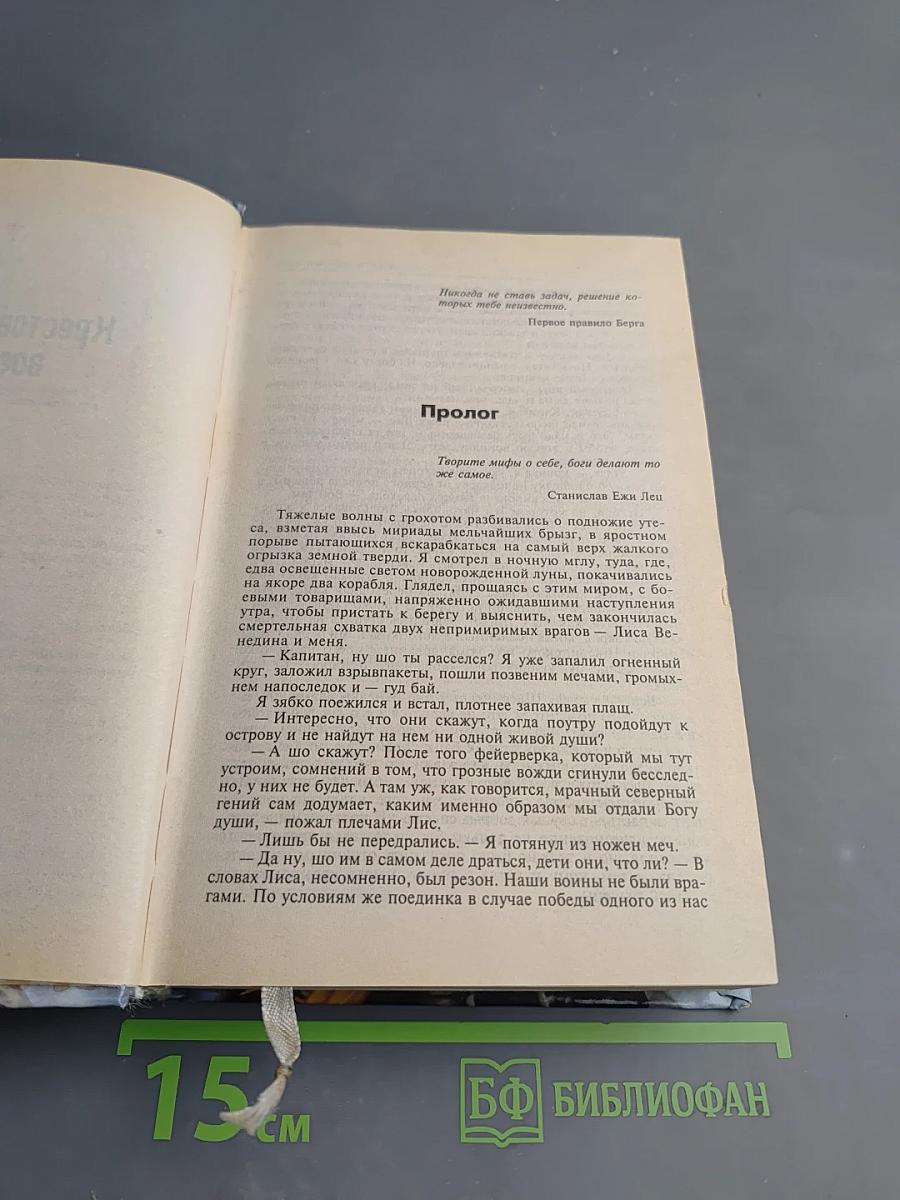 Никогда не ставь задач, решение ко-
торых тебе неизвестно.
Первое правило Берга
Пролог
Творите мифы о себе, боги делают то
же самое.
Станислав Ежи Лец
Тяжелые волны с грохотом разбивались о подножие уте-
са, взметая ввысь мириады мельчайших брызг, в яростном
порыве пытающихся вскарабкаться на самый верх жалкого
огрызка земной тверди. Я смотрел в ночную мглу, туда, где,
едва освещенные светом новорожденной луны, покачивались
на якоре два корабля. Глядел, прощаясь с этим миром, с бо-
евыми товарищами, напряженно ожидавшими наступления
утра, чтобы пристать к берегу и выяснить, чем закончилась
смертельная схватка двух непримиримых врагов — Лиса Ве-
недина и меня.
— Капитан, ну шо ты расселся? Я уже запалил огненный
круг, заложил взрывпакеты, пошли позвеним мечами, громых-
нем напоследок и — гуд бай.
Я зябко поежился и встал, плотнее запахивая плащ.
— Интересно, что они скажут, когда поутру подойдут к
острову и не найдут на нем ни одной живой души?
— А шо скажут? После того фейерверка, который мы тут
устроим, сомнений в том, что грозные вожди сгинули бесслед-
но, у них не будет. А там уж, как говорится, мрачный северный
гений сам додумает, каким именно образом мы отдали Богу
души, — пожал плечами Лис.
— Лишь бы не передрались. — Я потянул из ножен меч.
— Да ну, шо им в самом деле драться, дети они, что ли? — В
словах Лиса, несомненно, был резон. Наши воины не были вра-
гами. По условиям же поединка в случае победы одного из нас
15 см
БФ БИБЛИОФАН